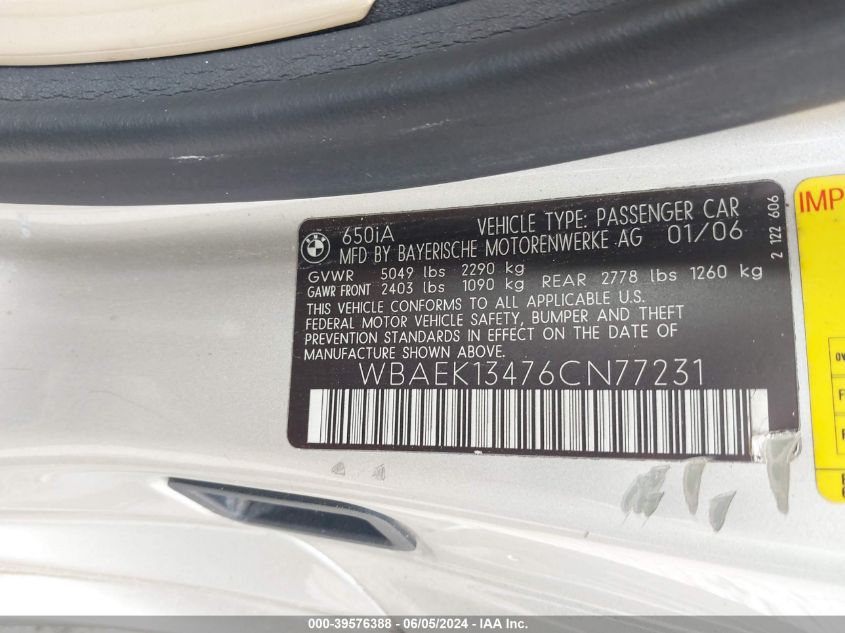 BMW
650iA VEHICLE TYPE: PASSENGER CAR
MFD BY BAYERISCHE MOTORENWERKE AG 01/06
GVWR 5049 lbs 2290 kg
GAWR FRONT 2403 lbs 1090 kg REAR 2778 lbs 1260 kg
THIS VEHICLE CONFORMS TO ALL APPLICABLE U.S.
FEDERAL MOTOR VEHICLE SAFETY, BUMPER AND THEFT
PREVENTION STANDARDS IN EFFECT ON THE DATE OF
MANUFACTURE SHOWN ABOVE.
WBAEK13476CN77231
2 122 606
IMP
000-39576388 - 06/05/2024 - COPYRIGHT IAA, LLC.